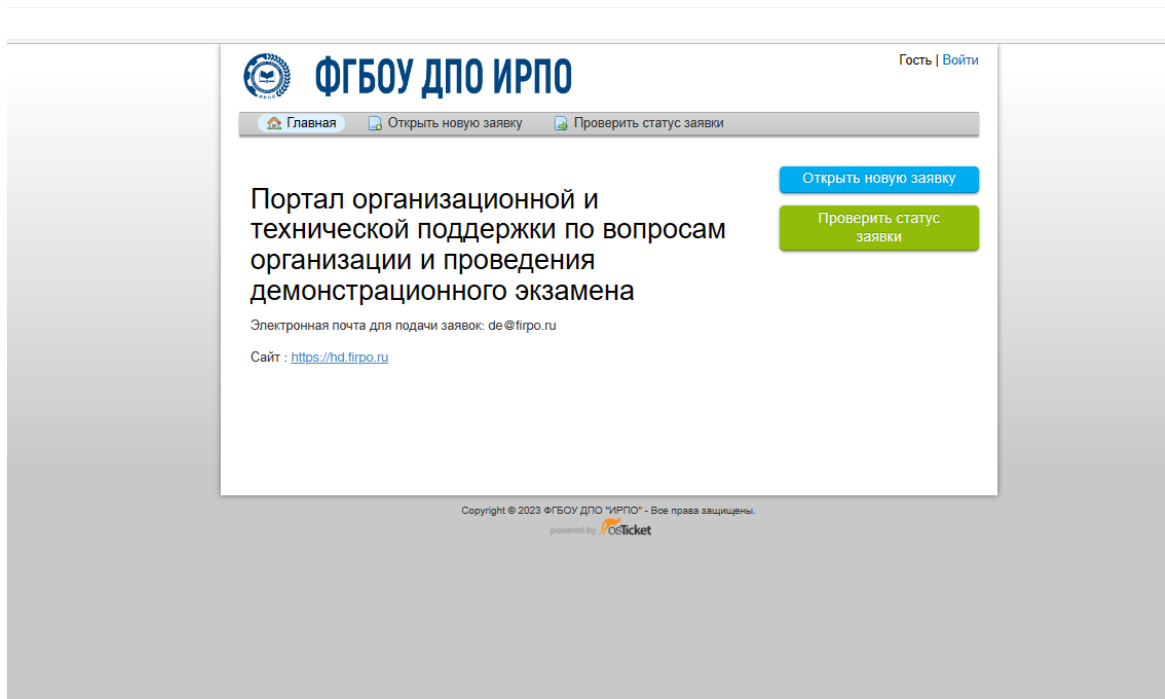 ФГБОУ ДПО ИРПО
Гость | Войти
Главная
Открыть новую заявку
Проверить статус заявки
Портал организационной и
технической поддержки по вопросам
организации и проведения
демонстрационного экзамена
Электронная почта для подачи заявок: de@firpo.ru
Сайт : https://hd.firpo.ru
Открыть новую заявку
Проверить статус
заявки
Copyright © 2023 ФГБОУ ДПО "ИРПО" - Все права защищены.
powered by osTicket